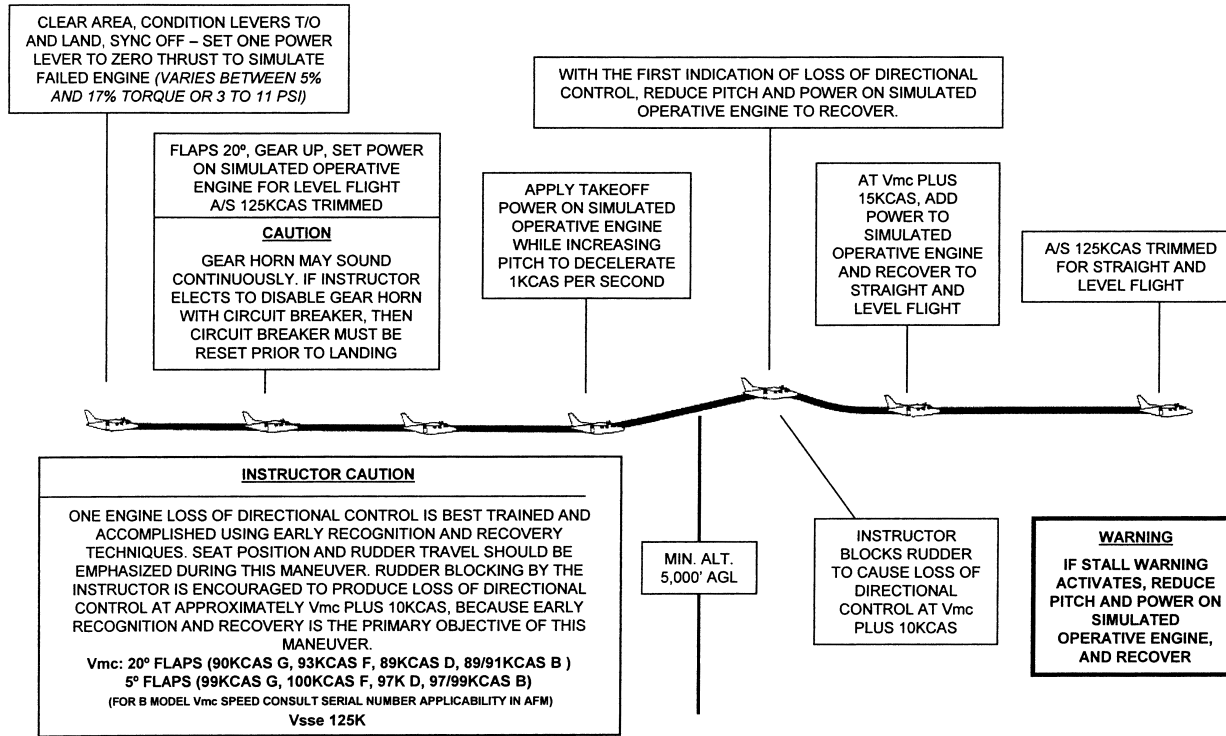 CLEAR AREA, CONDITION LEVERS T/O
AND LAND, SYNC OFF – SET ONE POWER
LEVER TO ZERO THRUST TO SIMULATE
FAILED ENGINE (VARIES BETWEEN 5%
AND 17% TORQUE OR 3 TO 11 PSI)
FLAPS 20º, GEAR UP, SET POWER
ON SIMULATED OPERATIVE
ENGINE FOR LEVEL FLIGHT
A/S 125KCAS TRIMMED
CAUTION
GEAR HORN MAY SOUND
CONTINUOUSLY. IF INSTRUCTOR
ELECTS TO DISABLE GEAR HORN
WITH CIRCUIT BREAKER, THEN
CIRCUIT BREAKER MUST BE
RESET PRIOR TO LANDING
APPLY TAKEOFF
POWER ON SIMULATED
OPERATIVE ENGINE
WHILE INCREASING
PITCH TO DECELERATE
1KCAS PER SECOND
WITH THE FIRST INDICATION OF LOSS OF DIRECTIONAL
CONTROL, REDUCE PITCH AND POWER ON SIMULATED
OPERATIVE ENGINE TO RECOVER.
AT Vmc PLUS
15KCAS, ADD
POWER TO
SIMULATED
OPERATIVE ENGINE
AND RECOVER TO
STRAIGHT AND
LEVEL FLIGHT
A/S 125KCAS TRIMMED
FOR STRAIGHT AND
LEVEL FLIGHT
INSTRUCTOR CAUTION
ONE ENGINE LOSS OF DIRECTIONAL CONTROL IS BEST TRAINED AND
ACCOMPLISHED USING EARLY RECOGNITION AND RECOVERY
TECHNIQUES. SEAT POSITION AND RUDDER TRAVEL SHOULD BE
EMPHASIZED DURING THIS MANEUVER. RUDDER BLOCKING BY THE
INSTRUCTOR IS ENCOURAGED TO PRODUCE LOSS OF DIRECTIONAL
CONTROL AT APPROXIMATELY Vmc PLUS 10KCAS, BECAUSE EARLY
RECOGNITION AND RECOVERY IS THE PRIMARY OBJECTIVE OF THIS
MANEUVER.
Vmc: 20º FLAPS (90KCAS G, 93KCAS F, 89KCAS D, 89/91KCAS B )
5º FLAPS (99KCAS G, 100KCAS F, 97K D, 97/99KCAS B)
(FOR B MODEL Vmc SPEED CONSULT SERIAL NUMBER APPLICABILITY IN AFM)
Vsse 125K
MIN. ALT.
5,000' AGL
INSTRUCTOR
BLOCKS RUDDER
TO CAUSE LOSS OF
DIRECTIONAL
CONTROL AT Vmc
PLUS 10KCAS
WARNING
IF STALL WARNING
ACTIVATES, REDUCE
PITCH AND POWER ON
SIMULATED
OPERATIVE ENGINE,
AND RECOVER